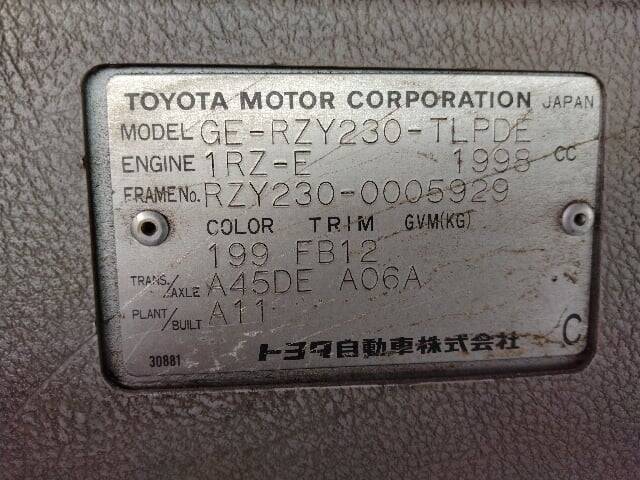 TOYOTA MOTOR CORPORATION JAPAN
MODEL GE-RZY230-TLPDE
ENGINE 1RZ-E 1998 CC
FRAME No. RZY230-0005929
COLOR TRIM GVM(KG)
199 FB12
TRANS./AXLE A45DE A06A
PLANT/BUILT A11
30881 トヨタ自動車株式会社 C